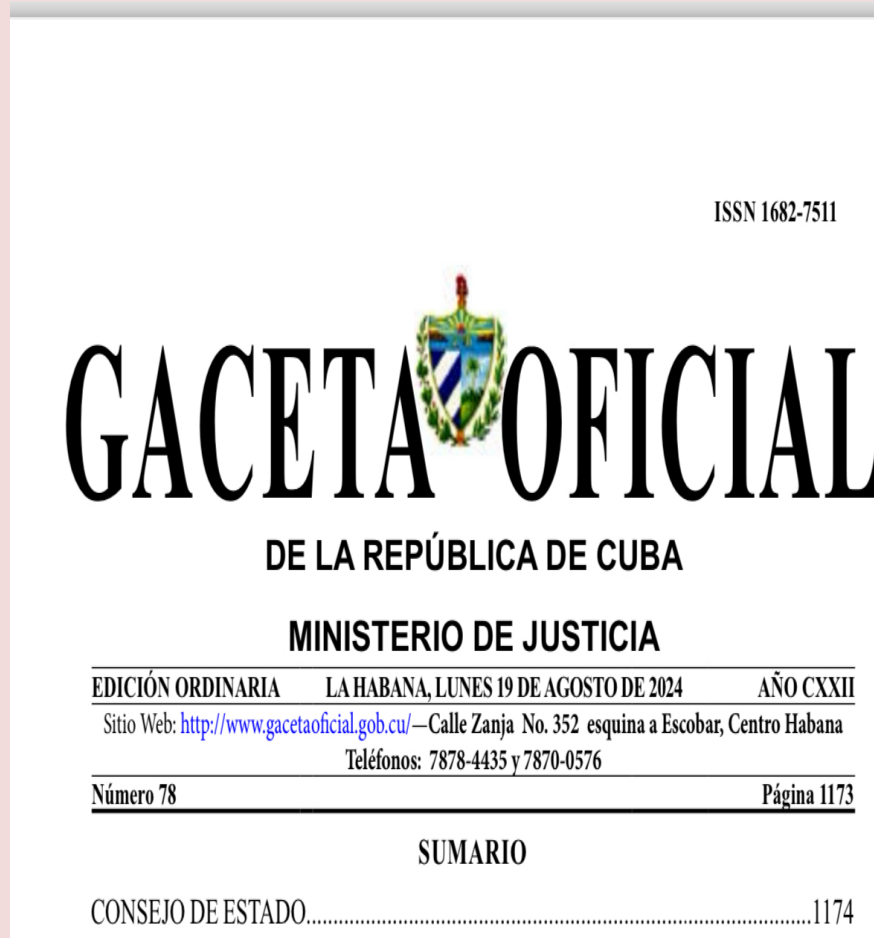 ISSN 1682-7511
GACETA OFICIAL
DE LA REPÚBLICA DE CUBA
MINISTERIO DE JUSTICIA
EDICIÓN ORDINARIA LA HABANA, LUNES 19 DE AGOSTO DE 2024 AÑO CXXII
Sitio Web: http://www.gacetaoficial.gob.cu/—Calle Zanja No. 352 esquina a Escobar, Centro Habana
Teléfonos: 7878-4435 y 7870-0576
Número 78 Página 1173
SUMARIO
CONSEJO DE ESTADO.............................................................................................1174